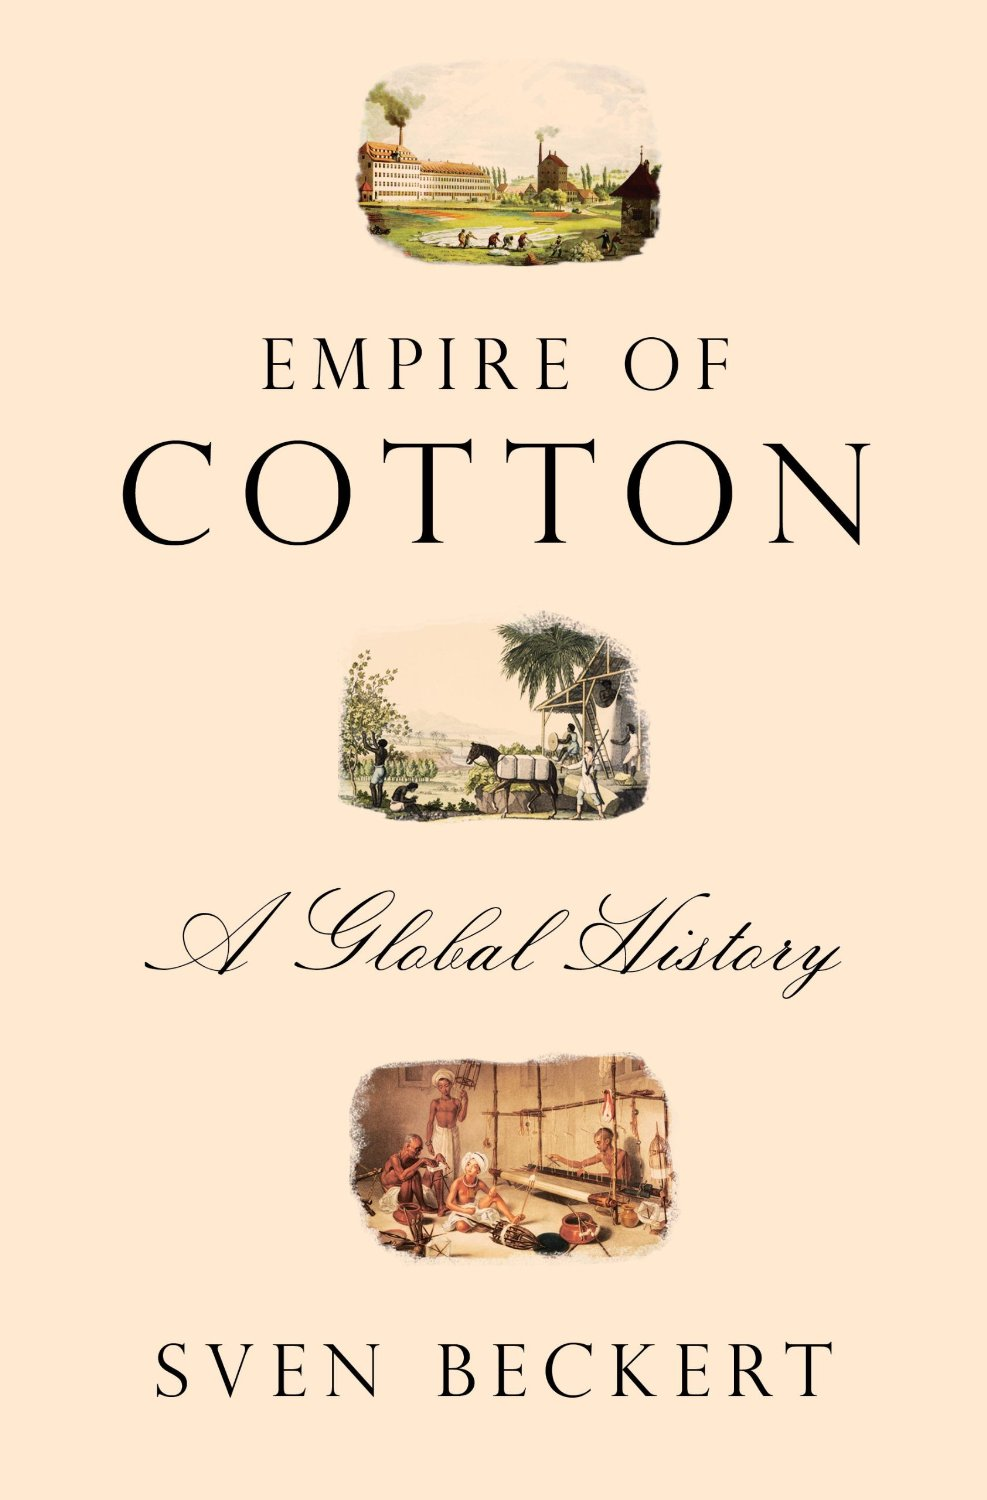 EMPIRE OF
COTTON
A Global History
SVEN BECKERT